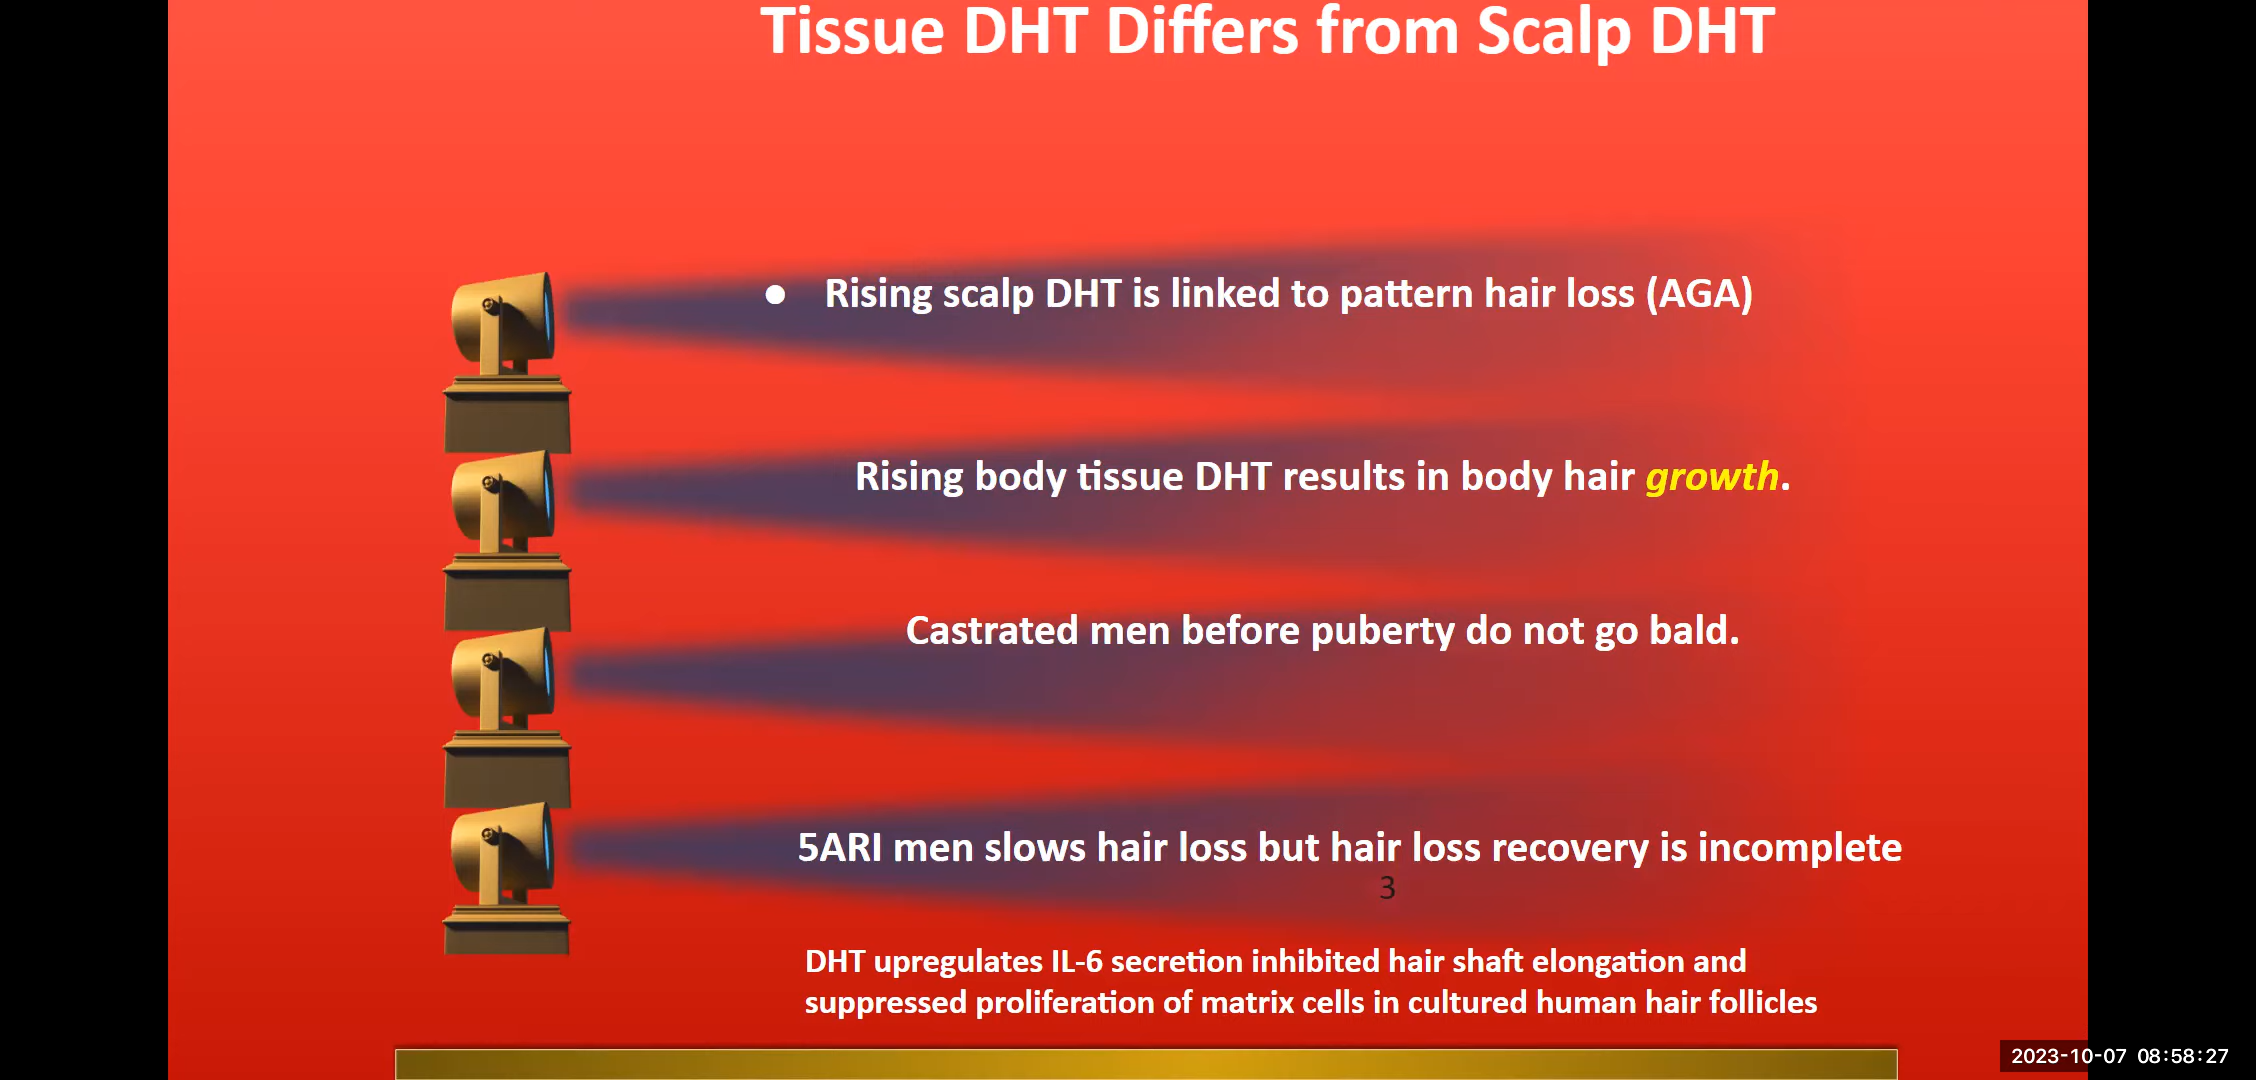 Tissue DHT Differs from Scalp DHT
● Rising scalp DHT is linked to pattern hair loss (AGA)
Rising body tissue DHT results in body hair growth.
Castrated men before puberty do not go bald.
5ARI men slows hair loss but hair loss recovery is incomplete
3
DHT upregulates IL-6 secretion inhibited hair shaft elongation and
suppressed proliferation of matrix cells in cultured human hair follicles
2023-10-07 08:58:27